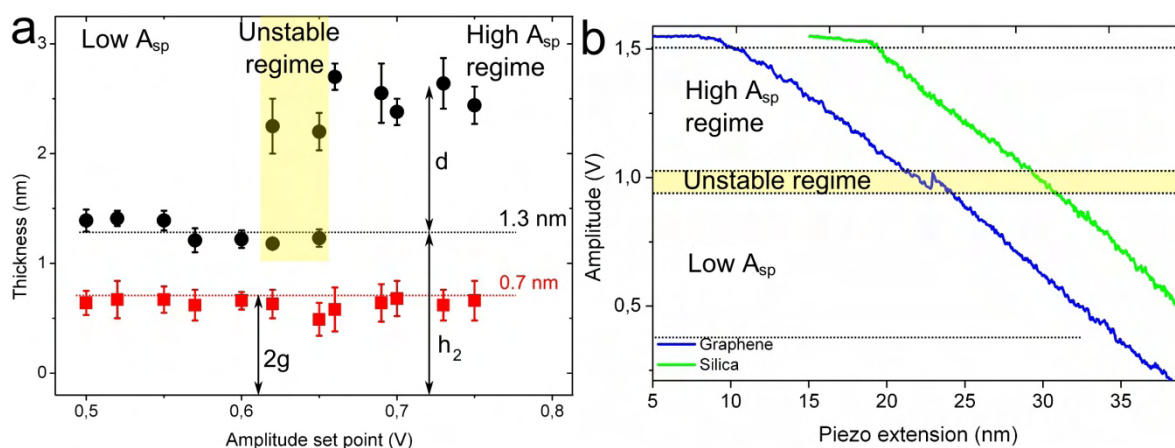 a
Low Asp
Unstable
regime
High Asp
regime
3
2
1
0
Thickness (nm)
d
1.3 nm
0.7 nm
2g
h2
0,5
0,6
0,7
0,8
Amplitude set point (V)
b
1,5
1,0
0,5
Amplitude (V)
High Asp
regime
Unstable regime
Low Asp
Graphene
Silica
5
10
15
20
25
30
35
Piezo extension (nm)